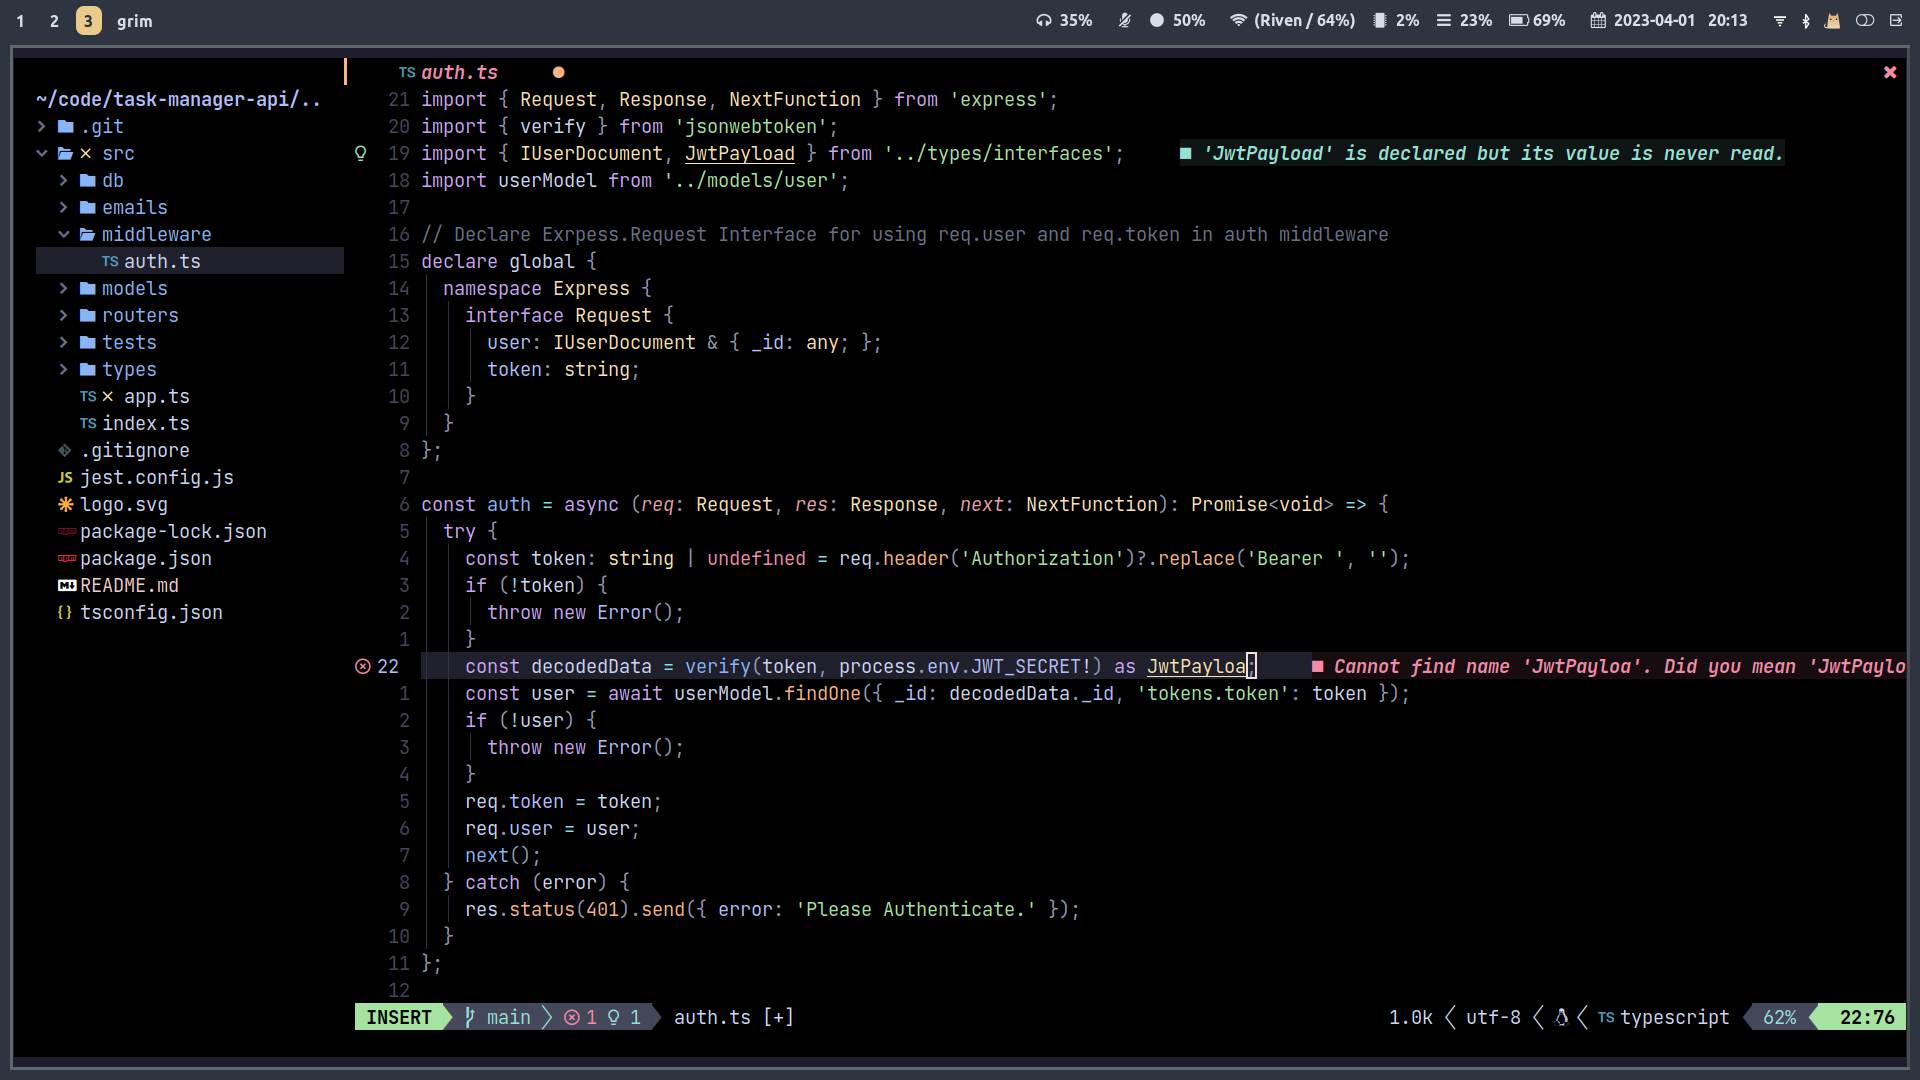 1 2 3 grim 35% 50% (Riven / 64%) 2% 23% 69% 2023-04-01 20:13
TS auth.ts
~/code/task-manager-api/..
.git
src
db
emails
middleware
TS auth.ts
models
routers
tests
types
TS app.ts
TS index.ts
.gitignore
JS jest.config.js
logo.svg
package-lock.json
package.json
README.md
{} tsconfig.json
21 import { Request, Response, NextFunction } from 'express';
20 import { verify } from 'jsonwebtoken';
19 import { IUserDocument, JwtPayload } from '../types/interfaces'; 'JwtPayload' is declared but its value is never read.
18 import userModel from '../models/user';
17
16 // Declare Exrpess.Request Interface for using req.user and req.token in auth middleware
15 declare global {
14 namespace Express {
13 interface Request {
12 user: IUserDocument & { _id: any; };
11 token: string;
10 }
9 }
8 };
7
6 const auth = async (req: Request, res: Response, next: NextFunction): Promise<void> => {
5 try {
4 const token: string | undefined = req.header('Authorization')?.replace('Bearer ', '');
3 if (!token) {
2 throw new Error();
1 }
22 const decodedData = verify(token, process.env.JWT_SECRET!) as JwtPayloa; Cannot find name 'JwtPayloa'. Did you mean 'JwtPaylo
1 const user = await userModel.findOne({ _id: decodedData._id, 'tokens.token': token });
2 if (!user) {
3 throw new Error();
4 }
5 req.token = token;
6 req.user = user;
7 next();
8 } catch (error) {
9 res.status(401).send({ error: 'Please Authenticate.' });
10 }
11 };
12
INSERT main 1 1 auth.ts [+] 1.0k utf-8 TS typescript 62% 22:76